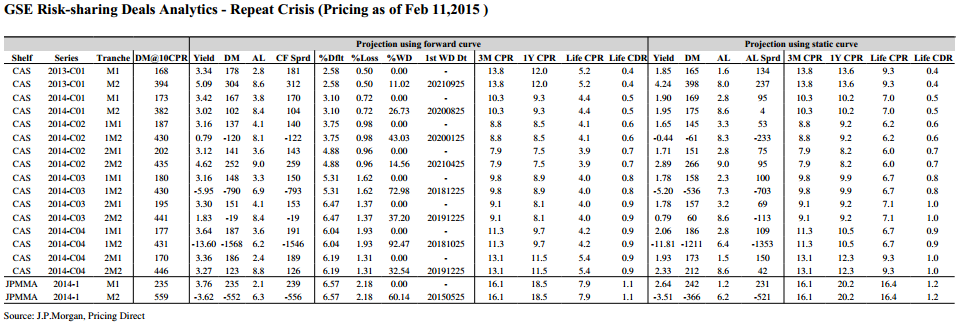 GSE Risk-sharing Deals Analytics - Repeat Crisis (Pricing as of Feb 11,2015 )
Projection using forward curve Projection using static curve
Shelf Series Tranche DM@10CPR Yield DM AL CF Sprd %Dflt %Loss %WD 1st WD Dt 3M CPR 1Y CPR Life CPR Life CDR Yield DM AL AL Sprd 3M CPR 1Y CPR Life CPR Life CDR
CAS 2013-C01 M1 168 3.34 178 2.8 181 2.58 0.50 0.00 - 13.8 12.0 5.2 0.4 1.85 165 1.6 134 13.8 13.6 9.3 0.4
CAS 2013-C01 M2 394 5.09 304 8.6 312 2.58 0.50 11.02 20210925 13.8 12.0 5.2 0.4 4.24 398 8.0 237 13.8 13.6 9.3 0.4
CAS 2014-C01 M1 173 3.42 167 3.8 170 3.10 0.72 0.00 - 10.3 9.3 4.4 0.5 1.90 169 2.8 95 10.3 10.2 7.0 0.5
CAS 2014-C01 M2 382 3.02 102 8.4 104 3.10 0.72 26.73 20200825 10.3 9.3 4.4 0.5 1.95 175 8.6 4 10.3 10.2 7.0 0.5
CAS 2014-C02 1M1 187 3.16 137 4.1 140 3.75 0.98 0.00 - 8.8 8.5 4.1 0.6 1.65 145 3.3 53 8.8 9.2 6.2 0.6
CAS 2014-C02 1M2 430 0.79 -120 8.1 -122 3.75 0.98 43.03 20200125 8.8 8.5 4.1 0.6 -0.44 -61 8.3 -233 8.8 9.2 6.2 0.6
CAS 2014-C02 2M1 202 3.12 141 3.6 143 4.88 0.96 0.00 - 7.9 7.5 3.9 0.7 1.71 151 2.8 75 7.9 8.2 6.0 0.7
CAS 2014-C02 2M2 435 4.62 252 9.0 259 4.88 0.96 14.56 20210425 7.9 7.5 3.9 0.7 2.89 266 9.0 95 7.9 8.2 6.0 0.7
CAS 2014-C03 1M1 180 3.16 148 3.3 150 5.31 1.62 0.00 - 9.8 8.9 4.0 0.8 1.78 158 2.3 100 9.8 9.9 6.7 0.8
CAS 2014-C03 1M2 430 -5.95 -790 6.9 -793 5.31 1.62 72.98 20181225 9.8 8.9 4.0 0.8 -5.20 -536 7.3 -703 9.8 9.9 6.7 0.8
CAS 2014-C03 2M1 195 3.30 151 4.1 153 6.47 1.37 0.00 - 9.1 8.1 4.0 0.9 1.78 157 3.2 69 9.1 9.2 7.1 1.0
CAS 2014-C03 2M2 441 1.83 -19 8.4 -19 6.47 1.37 37.20 20191225 9.1 8.1 4.0 0.9 0.79 60 8.6 -113 9.1 9.2 7.1 1.0
CAS 2014-C04 1M1 177 3.64 187 3.6 191 6.04 1.93 0.00 - 11.3 9.7 4.2 0.9 2.06 186 2.8 109 11.3 10.5 6.7 0.9
CAS 2014-C04 1M2 431 -13.60 -1568 6.2 -1546 6.04 1.93 92.47 20181025 11.3 9.7 4.2 0.9 -11.81 -1211 6.4 -1353 11.3 10.5 6.7 0.9
CAS 2014-C04 2M1 170 3.36 186 2.4 189 6.19 1.31 0.00 - 13.1 11.5 5.4 0.9 1.93 173 1.5 150 13.1 12.3 9.3 1.0
CAS 2014-C04 2M2 446 3.27 123 8.8 126 6.19 1.31 32.54 20191225 13.1 11.5 5.4 0.9 2.33 212 8.6 42 13.1 12.3 9.3 1.0
JPMMA 2014-1 M1 235 3.76 235 2.1 239 6.57 2.18 0.00 - 16.1 18.5 7.9 1.1 2.64 242 1.2 231 16.1 20.2 16.4 1.2
JPMMA 2014-1 M2 559 -3.62 -552 6.3 -556 6.57 2.18 60.14 20150525 16.1 18.5 7.9 1.1 -3.51 -366 6.2 -521 16.1 20.2 16.4 1.2
Source: J.P.Morgan, Pricing Direct